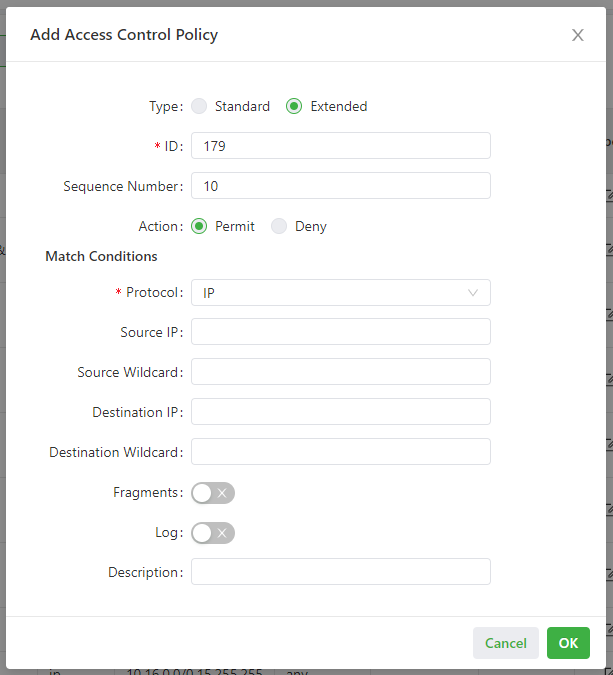 Add Access Control Policy
Type: Standard Extended
* ID: 179
Sequence Number: 10
Action: Permit Deny
Match Conditions
* Protocol: IP
Source IP:
Source Wildcard:
Destination IP:
Destination Wildcard:
Fragments:
Log:
Description:
Cancel OK